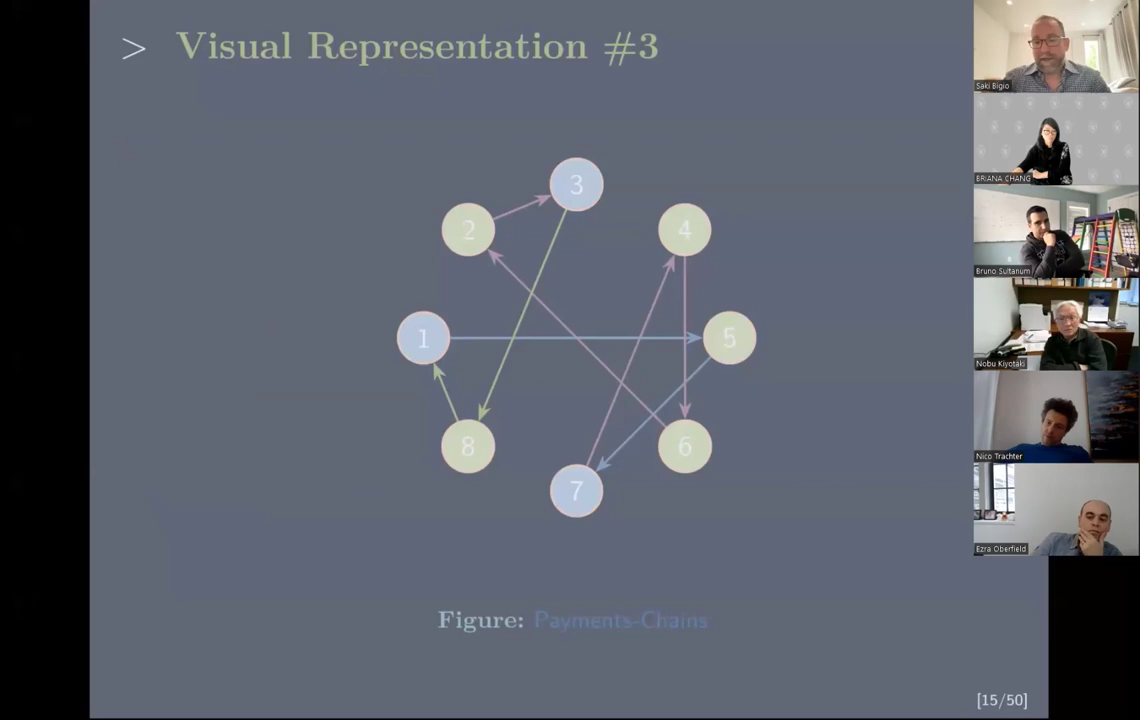 > Visual Representation #3
3
2
4
1
5
8
6
7
Figure: Payments-Chains
[15/50]
Saki Bigio
BRIANA CHANG
Bruno Sultanum
Nobu Kiyotaki
Nico Trachter
Ezra Oberfield